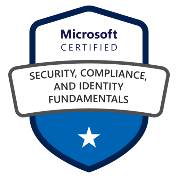 Microsoft
CERTIFIED
SECURITY, COMPLIANCE,
AND IDENTITY
FUNDAMENTALS